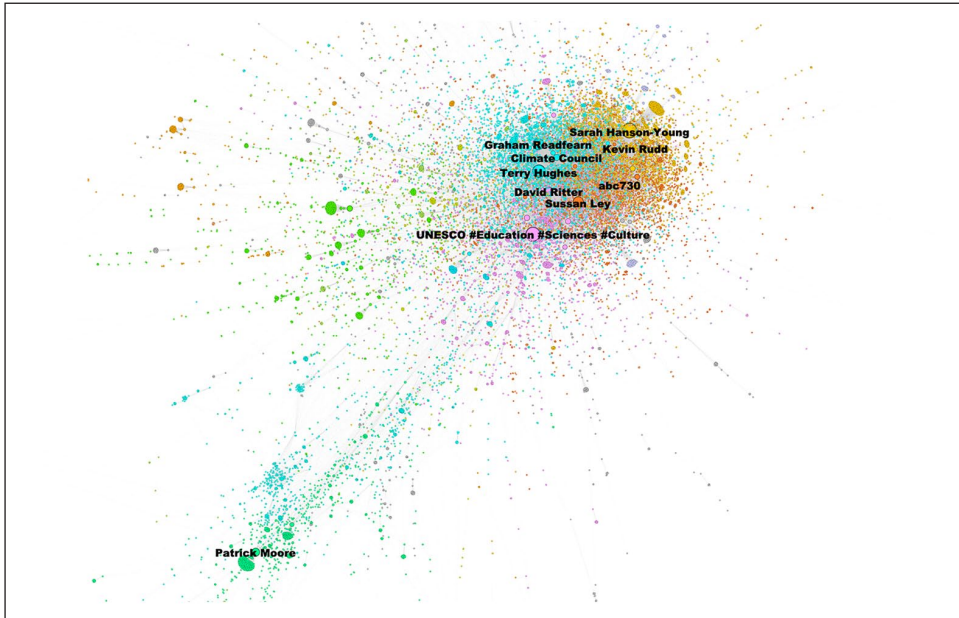 Sarah Hanson-Young
Graham Readfearn
Kevin Rudd
Climate Council
Terry Hughes
abc730
David Ritter
Sussan Ley
UNESCO #Education #Sciences #Culture
Patrick Moore